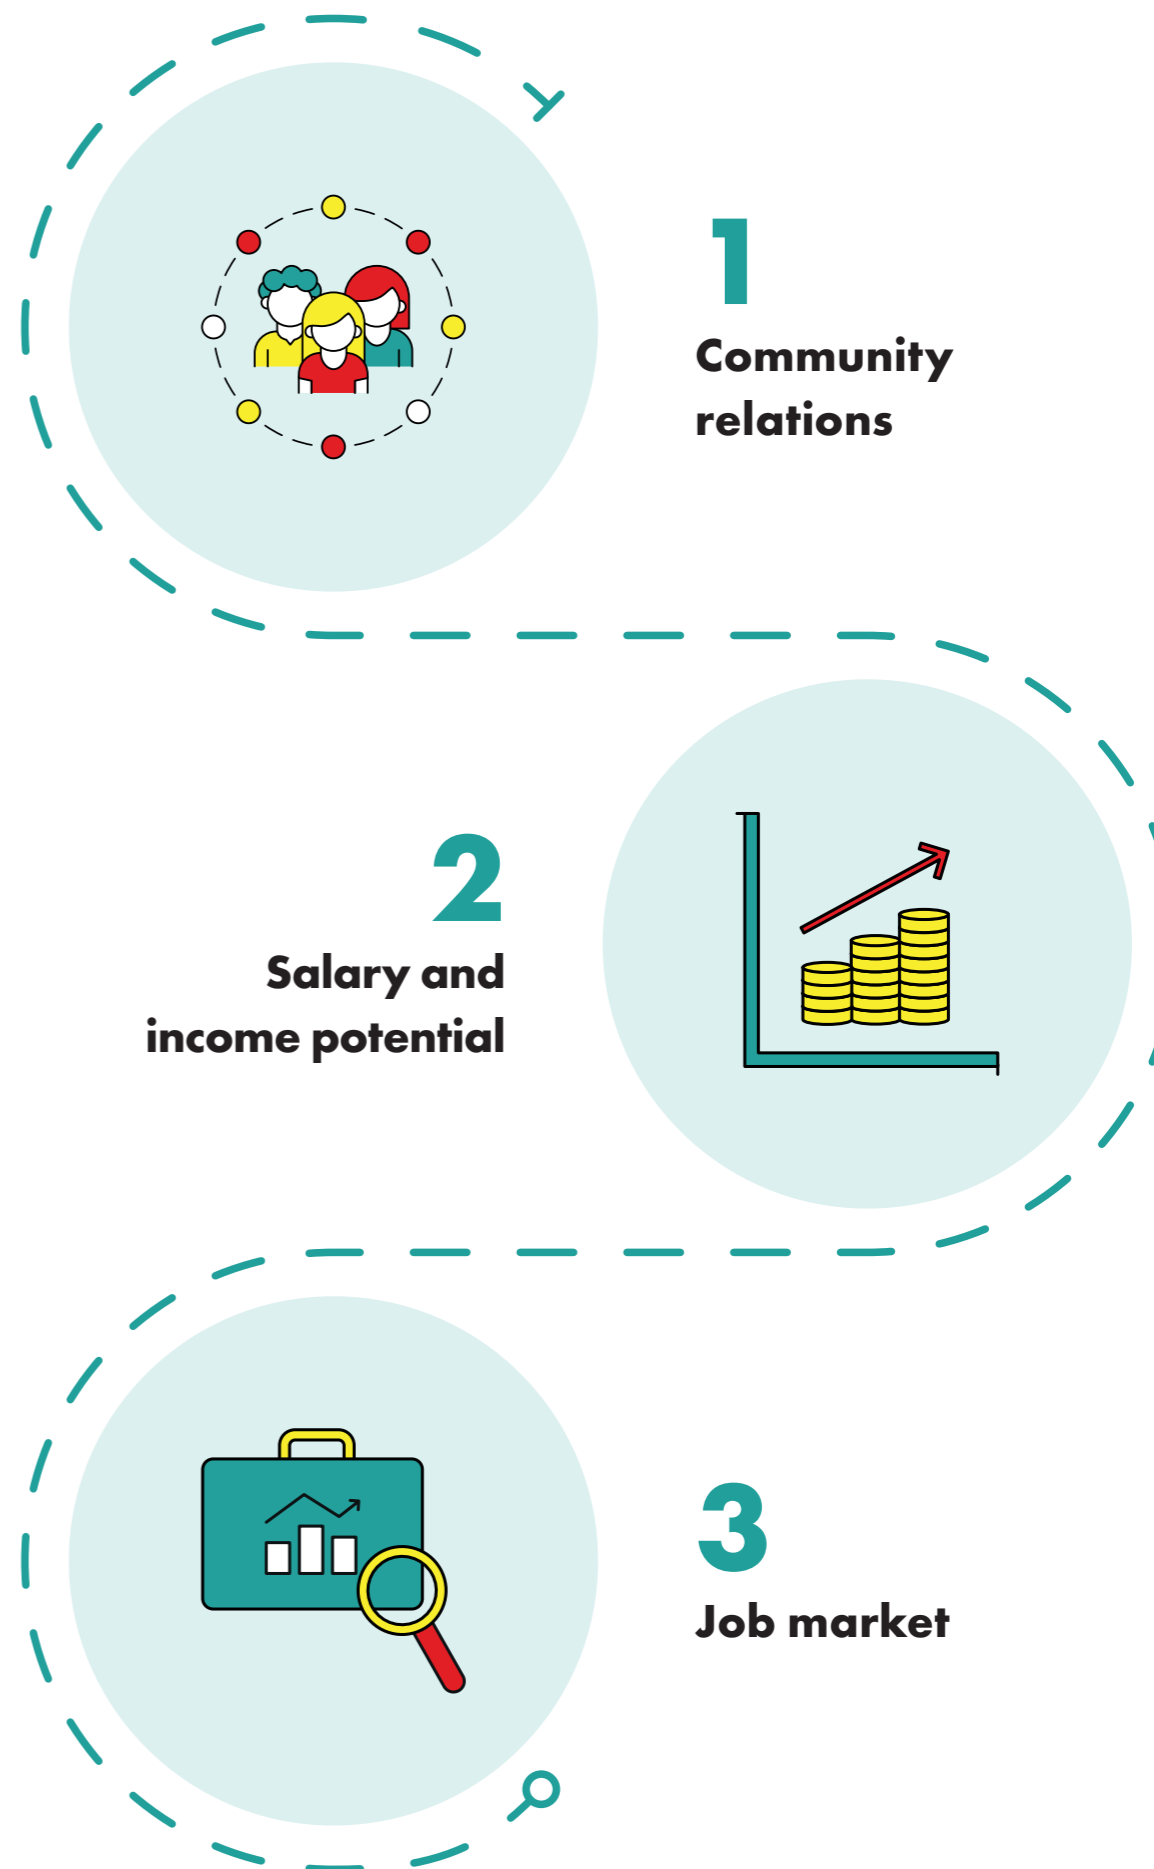 1
Community
relations
2
Salary and
income potential
3
Job market